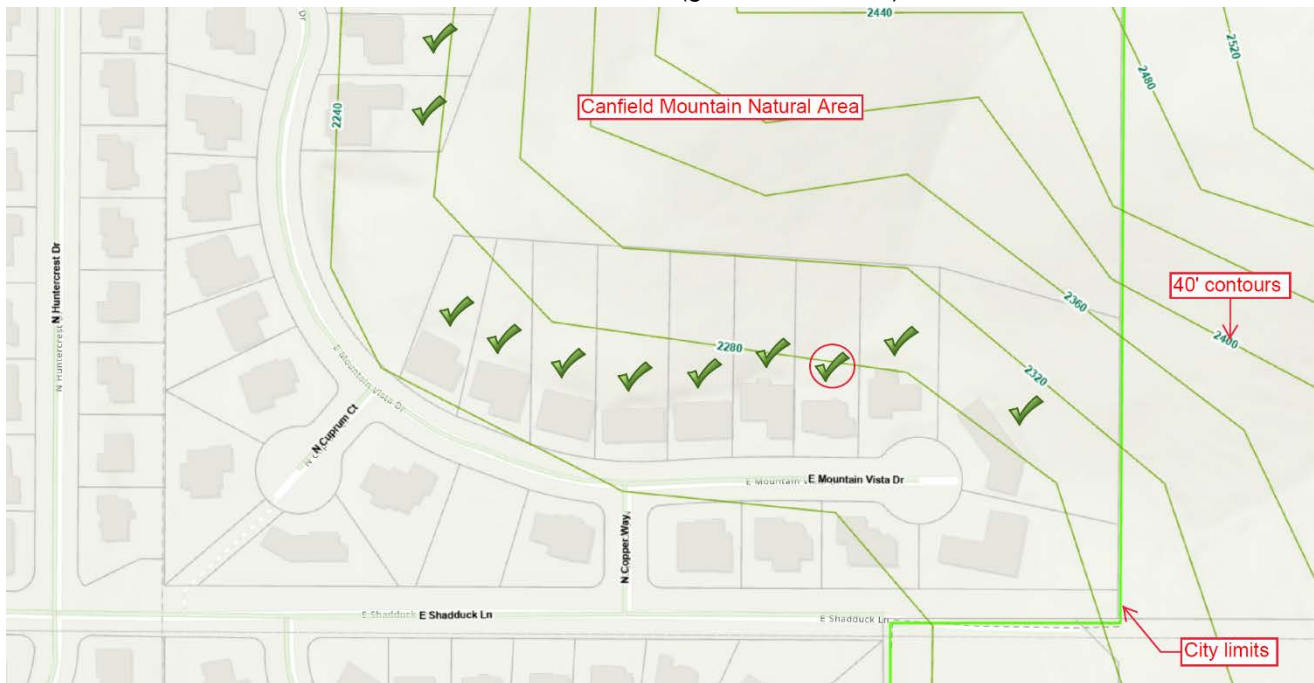 2440
2520
Dr
2480
Canfield Mountain Natural Area
2240
N Huntercrest Dr
N Huntercrest
40' contours
2360
2400
2280
2320
E Mountain Vista Dr
N Cuprum Ct
E Mountain Vista Dr
E Mountain
N Copper Way
E Shadduck
E Shadduck Ln
E Shadduck Ln
City limits